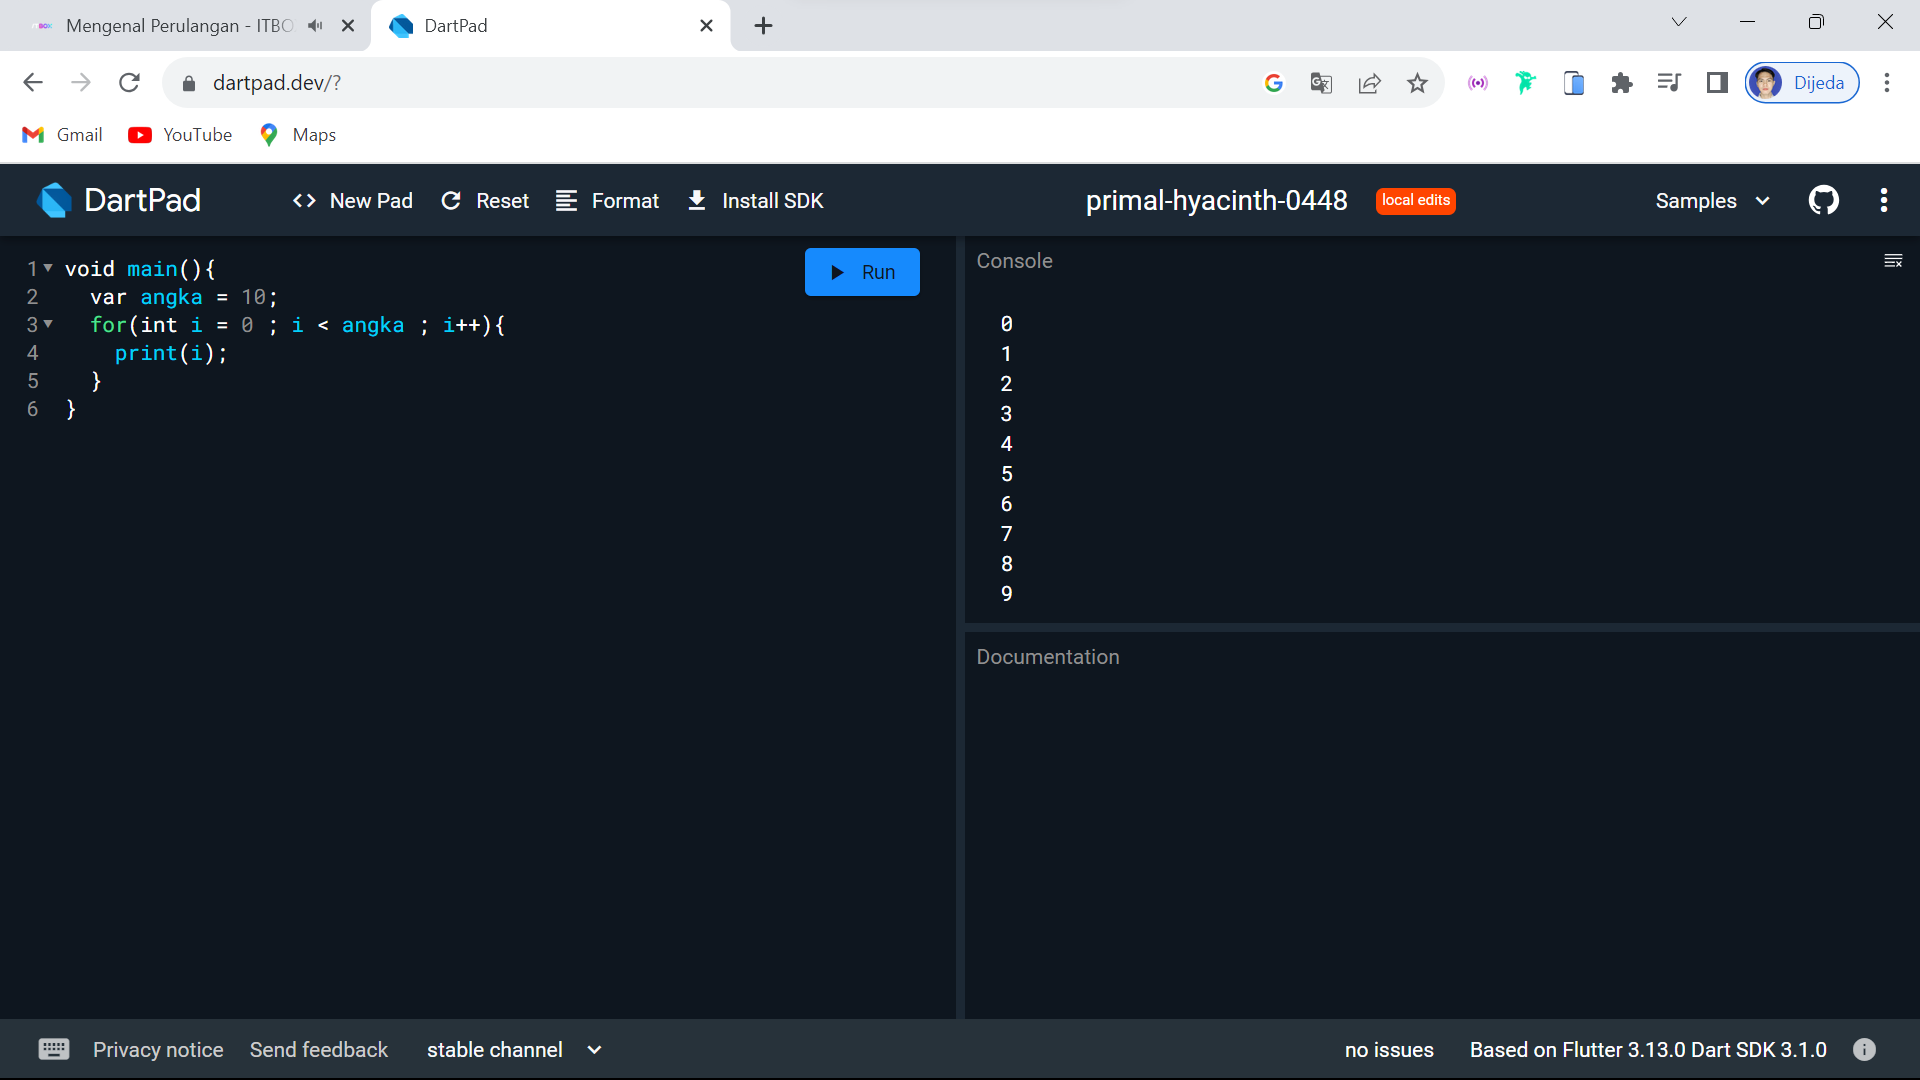 Mengenal Perulangan - ITBO
DartPad
dartpad.dev/?
Dijeda
Gmail
YouTube
Maps
DartPad
<> New Pad
Reset
Format
Install SDK
primal-hyacinth-0448
local edits
Samples
1 void main(){
2   var angka = 10;
3   for(int i = 0 ; i < angka ; i++){
4     print(i);
5   }
6 }
Run
Console
0
1
2
3
4
5
6
7
8
9
Documentation
Privacy notice
Send feedback
stable channel
no issues
Based on Flutter 3.13.0 Dart SDK 3.1.0